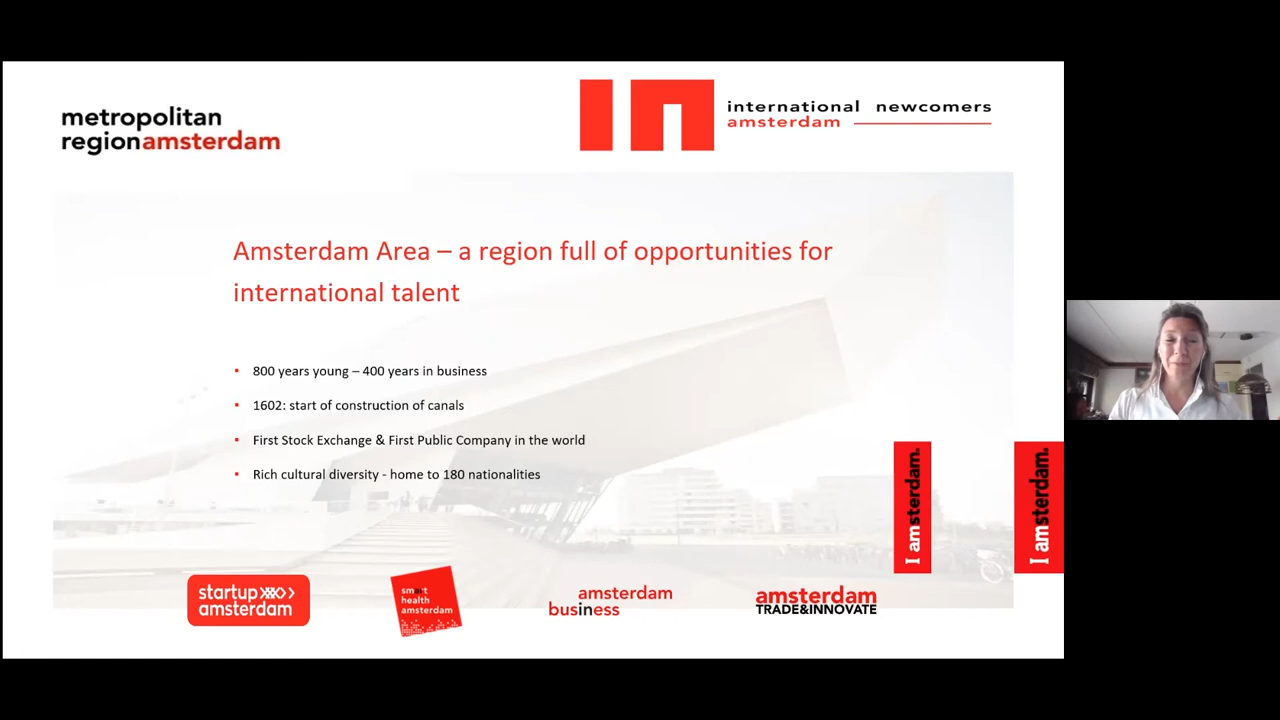 metropolitan
regionamsterdam
international newcomers
amsterdam
Amsterdam Area – a region full of opportunities for
international talent
▪ 800 years young – 400 years in business
▪ 1602: start of construction of canals
▪ First Stock Exchange & First Public Company in the world
▪ Rich cultural diversity - home to 180 nationalities
I amsterdam.
I amsterdam.
startup
amsterdam
smart
health
amsterdam
amsterdam
business
amsterdam
TRADE&INNOVATE